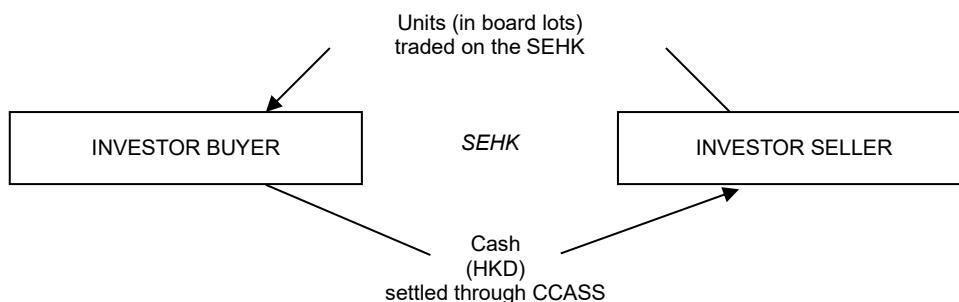 Units (in board lots)
traded on the SEHK
INVESTOR BUYER
SEHK
INVESTOR SELLER
Cash
(HKD)
settled through CCASS